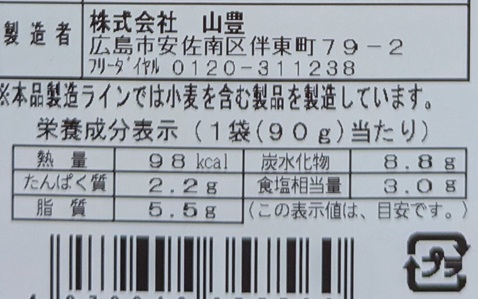 製造者
株式会社 山豊
広島市安佐南区伴東町79-2
フリーダイヤル 0120-311238
※本品製造ラインでは小麦を含む製品を製造しています。
栄養成分表示(1袋(90g)当たり)
熱量 98kcal 炭水化物 8.8g
たんぱく質 2.2g 食塩相当量 3.0g
脂質 5.5g (この表示値は、目安です。)
プラ